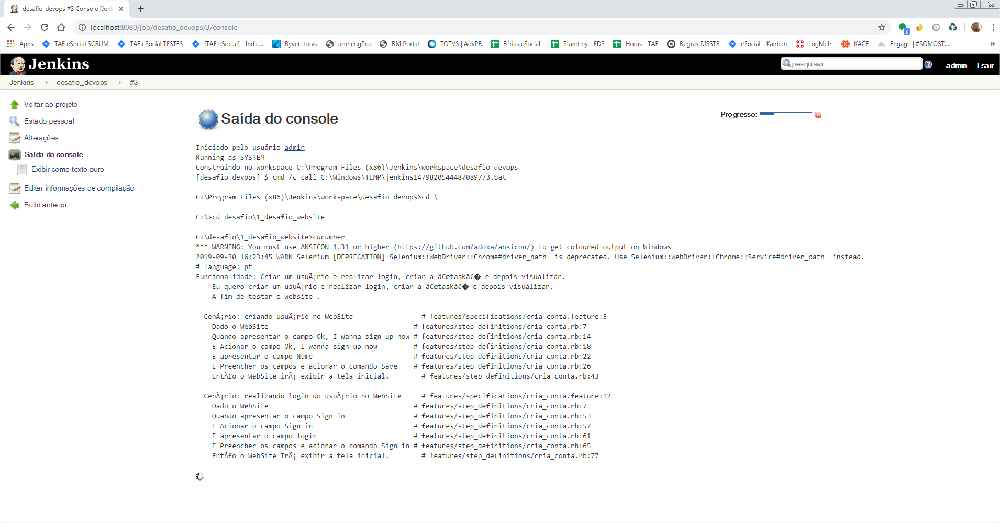 desafio_devops #3 Console [Jenk
localhost:8080/job/desafio_devops/3/console
3
Apps TAF eSocial SCRUM TAF eSocial TESTES [TAF eSocial] - Indic... Ryver: totvs arte engPro RM Portal TOTVS | AdvPR Férias eSocial Stand by - FDS Horas - TAF Regras DISSTR eSocial - Kanban LogMeIn KACE Engage | #SOMOST... »
Jenkins
pesquisar
admin | sair
Jenkins desafio_devops #3
Voltar ao projeto
Estado pessoal
Alterações
Saída do console
Exibir como texto puro
Editar informações de compilação
Build anterior
Saída do console
Progresso:
Iniciado pelo usuário admin
Running as SYSTEM
Construindo no workspace C:\Program Files (x86)\Jenkins\workspace\desafio_devops
[desafio_devops] $ cmd /c call C:\Windows\TEMP\jenkins1479820544487089773.bat
C:\Program Files (x86)\Jenkins\workspace\desafio_devops>cd \
C:\>cd desafio\1_desafio_website
C:\desafio\1_desafio_website>cucumber
*** WARNING: You must use ANSICON 1.31 or higher (https://github.com/adoxa/ansicon/) to get coloured output on Windows
2019-09-30 16:23:45 WARN Selenium [DEPRECATION] Selenium::WebDriver::Chrome#driver_path= is deprecated. Use Selenium::WebDriver::Chrome::Service#driver_path= instead.
# language: pt
Funcionalidade: Criar um usuÃ¡rio e realizar login, criar a â€œtaskâ€� e depois visualizar.
Eu quero criar um usuÃ¡rio e realizar login, criar a â€œtaskâ€� e depois visualizar.
A fim de testar o website .
CenÃ¡rio: criando usuÃ¡rio no WebSite # features/specifications/cria_conta.feature:5
Dado o WebSite # features/step_definitions/cria_conta.rb:7
Quando apresentar o campo Ok, I wanna sign up now # features/step_definitions/cria_conta.rb:14
E Acionar o campo Ok, I wanna sign up now # features/step_definitions/cria_conta.rb:18
E apresentar o campo Name # features/step_definitions/cria_conta.rb:22
E Preencher os campos e acionar o comando Save # features/step_definitions/cria_conta.rb:26
EntÃ£o o WebSite irÃ¡ exibir a tela inicial. # features/step_definitions/cria_conta.rb:43
CenÃ¡rio: realizando login do usuÃ¡rio no WebSite # features/specifications/cria_conta.feature:12
Dado o WebSite # features/step_definitions/cria_conta.rb:7
Quando apresentar o campo Sign in # features/step_definitions/cria_conta.rb:53
E Acionar o campo Sign in # features/step_definitions/cria_conta.rb:57
E apresentar o campo login # features/step_definitions/cria_conta.rb:61
E Preencher os campos e acionar o comando Sign in # features/step_definitions/cria_conta.rb:65
EntÃ£o o WebSite IrÃ¡ exibir a tela inicial. # features/step_definitions/cria_conta.rb:77